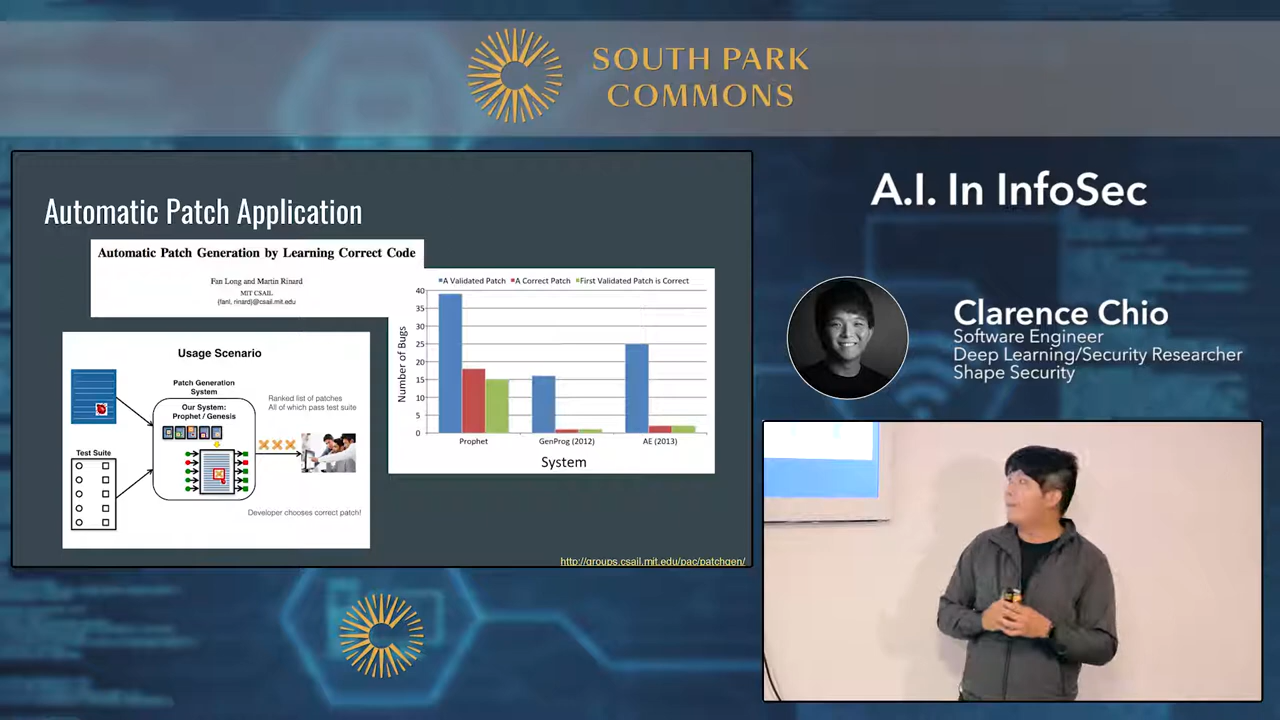 SOUTH PARK
COMMONS
Automatic Patch Application
Automatic Patch Generation by Learning Correct Code
Fan Long and Martin Rinard
MIT CSAIL
{fanl, rinard}@csail.mit.edu
Usage Scenario
Patch Generation
System
Our System:
Prophet / Genesis
Ranked list of patches
All of which pass test suite
Test Suite
Developer chooses correct patch!
A Validated Patch
A Correct Patch
First Validated Patch is Correct
Number of Bugs
40
35
30
25
20
15
10
5
0
Prophet
GenProg (2012)
AE (2013)
System
http://groups.csail.mit.edu/pac/patchgen/
A.I. In InfoSec
Clarence Chio
Software Engineer
Deep Learning/Security Researcher
Shape Security